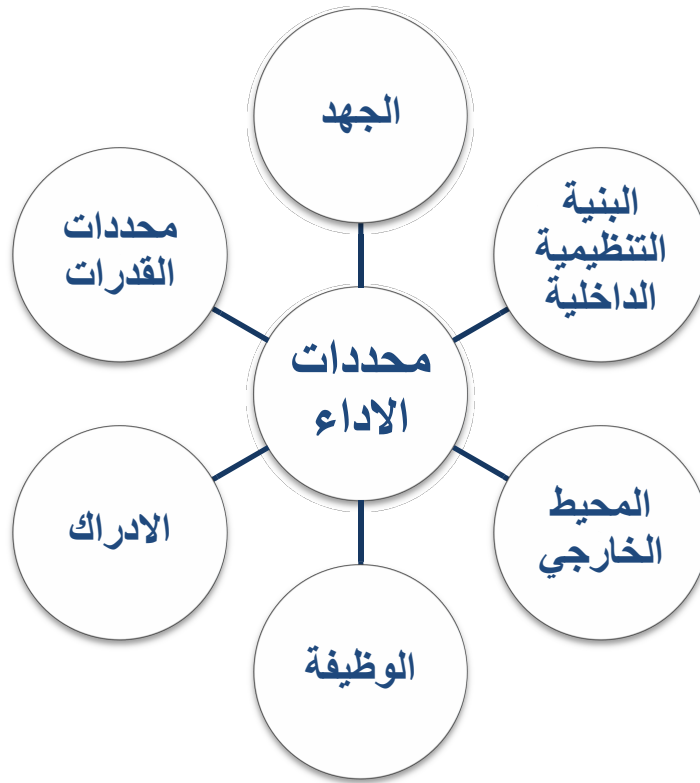 الجهد
البنية
التنظيمية
الداخلية
محددات
القدرات
محددات
الاداء
المحيط
الخارجي
الادراك
الوظيفة